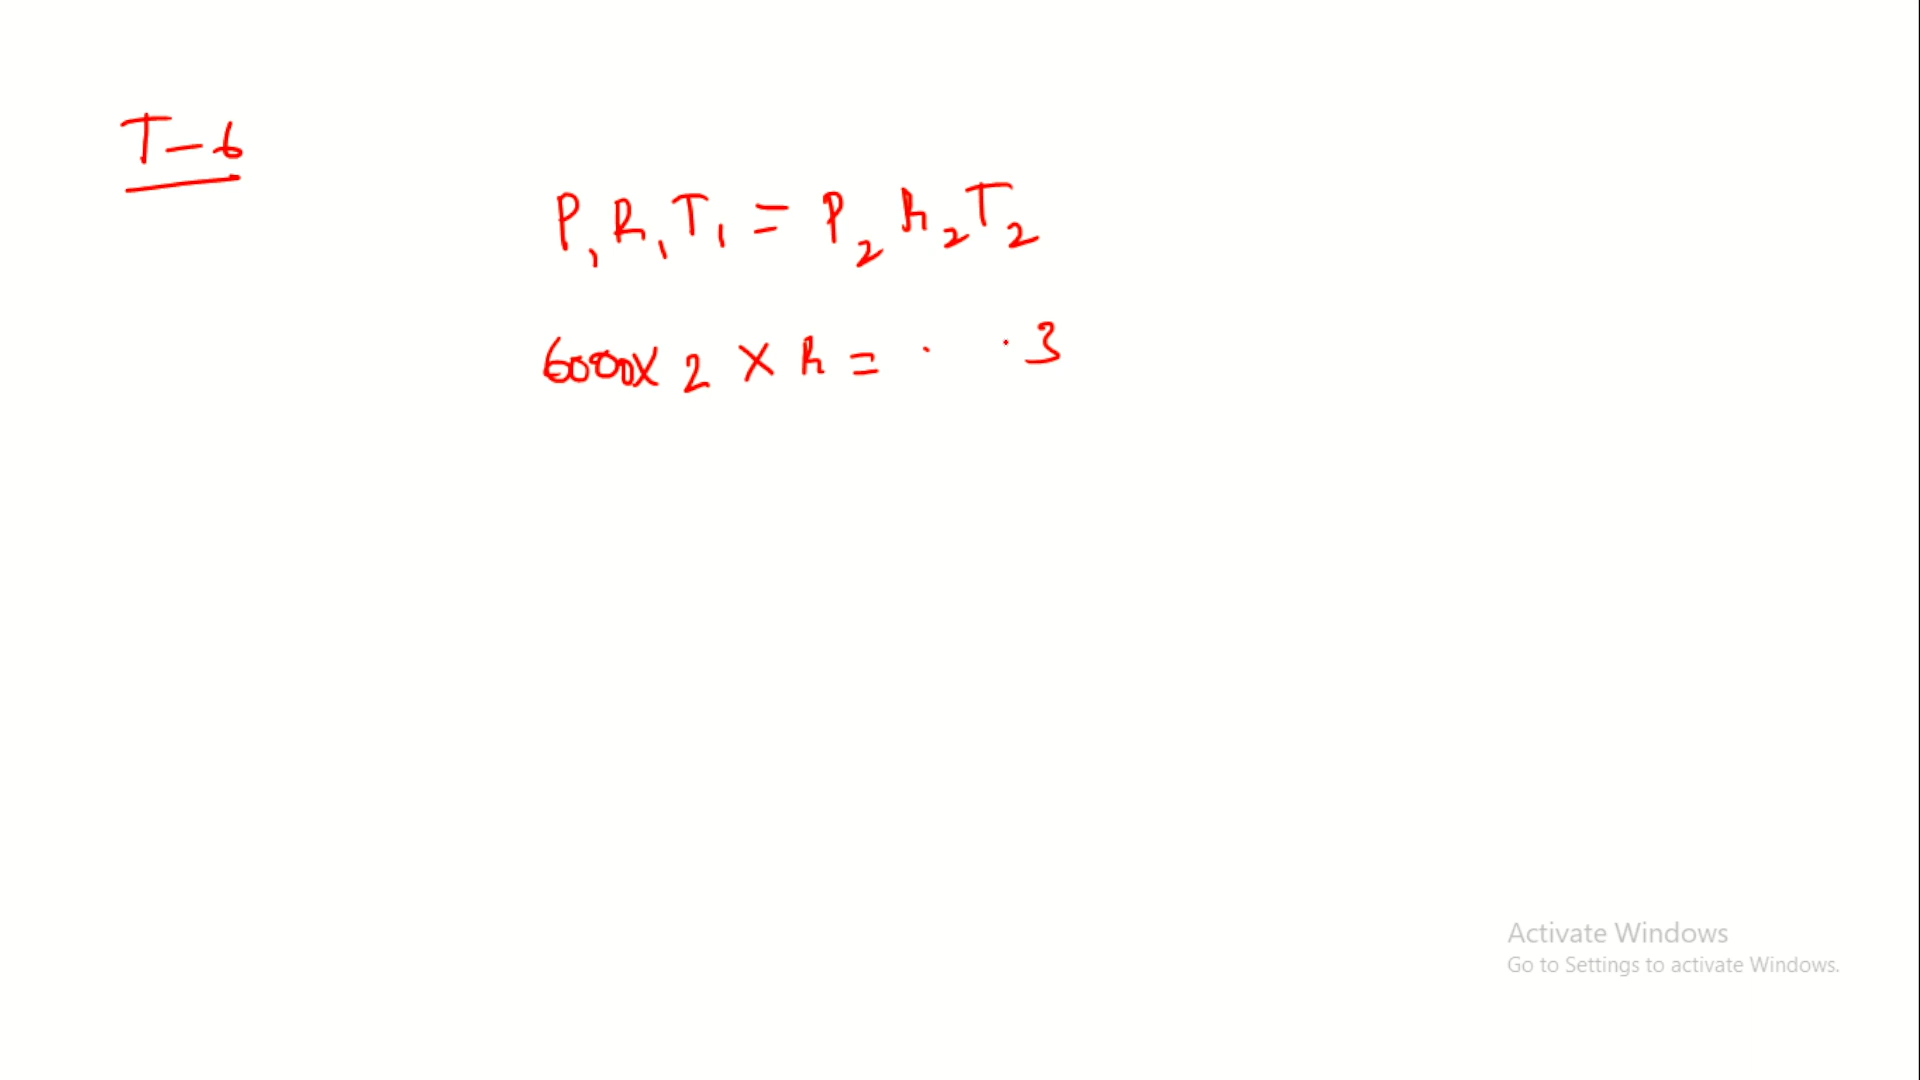 T-6
P₁R₁T₁ = P₂R₂T₂
6000 x 2 x R = . . 3
Activate Windows
Go to Settings to activate Windows.